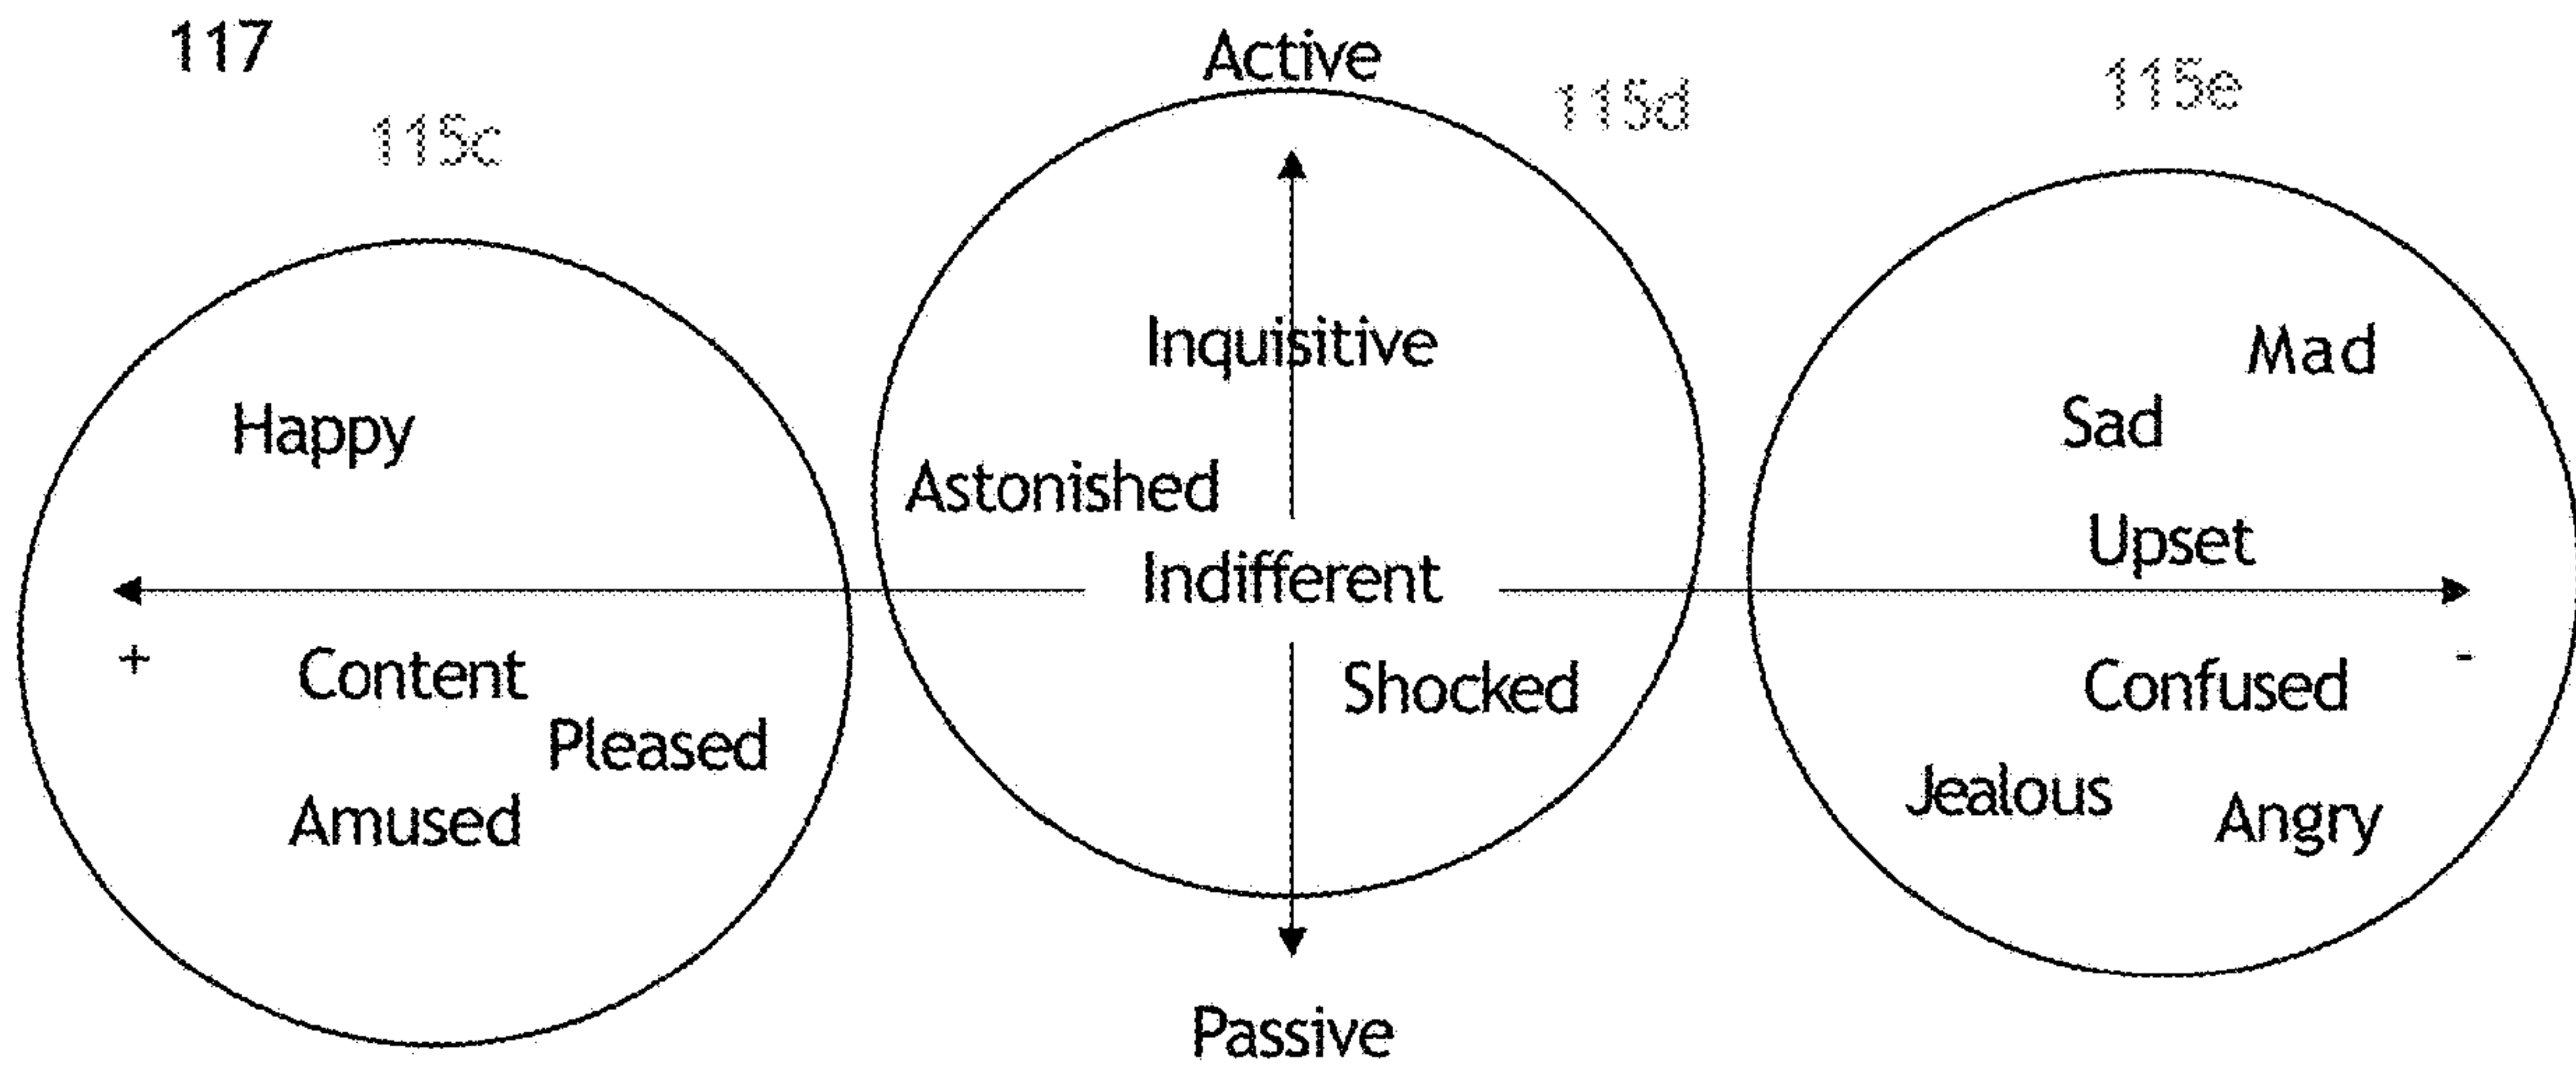 117
Active
115c
115d
115e
Inquisitive
Mad
Happy
Sad
Astonished
Upset
Indifferent
+
-
Content
Shocked
Confused
Pleased
Jealous
Amused
Angry
Passive